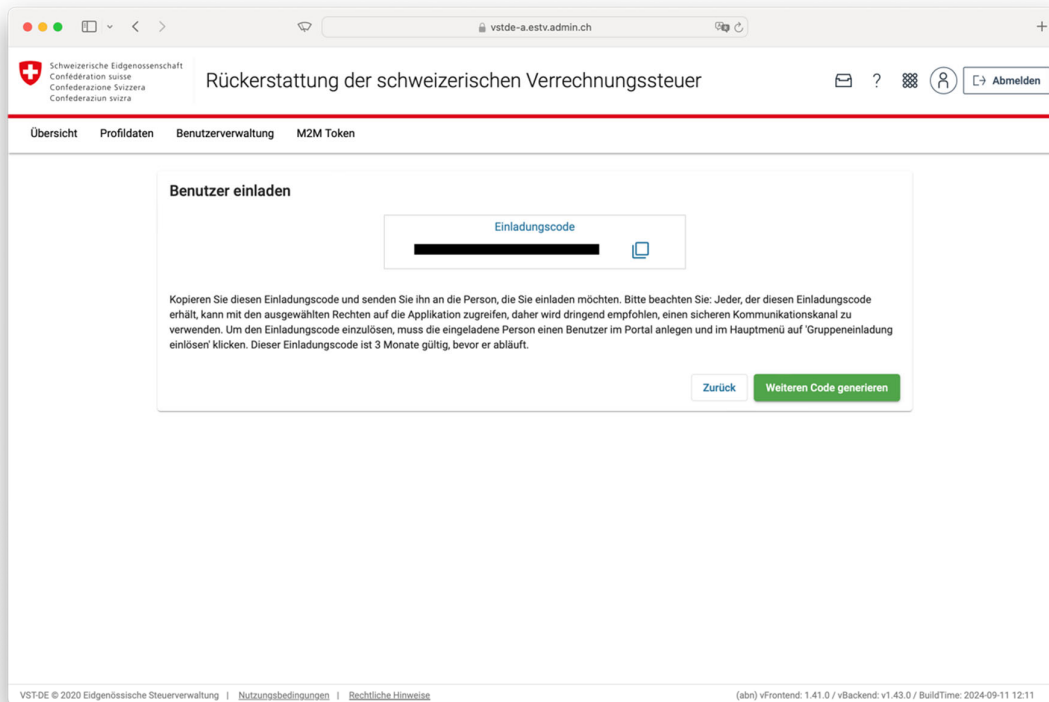 vstde-a.estv.admin.ch
Schweizerische Eidgenossenschaft
Confédération suisse
Confederazione Svizzera
Confederaziun svizra
Rückerstattung der schweizerischen Verrechnungssteuer
?
Abmelden
Übersicht Profildaten Benutzerverwaltung M2M Token
Benutzer einladen
Einladungscode
Kopieren Sie diesen Einladungscode und senden Sie ihn an die Person, die Sie einladen möchten. Bitte beachten Sie: Jeder, der diesen Einladungscode
erhält, kann mit den ausgewählten Rechten auf die Applikation zugreifen, daher wird dringend empfohlen, einen sicheren Kommunikationskanal zu
verwenden. Um den Einladungscode einzulösen, muss die eingeladene Person einen Benutzer im Portal anlegen und im Hauptmenü auf 'Gruppeneinladung
einlösen' klicken. Dieser Einladungscode ist 3 Monate gültig, bevor er abläuft.
Zurück Weiteren Code generieren
VST-DE © 2020 Eidgenössische Steuerverwaltung | Nutzungsbedingungen | Rechtliche Hinweise (abn) vFrontend: 1.41.0 / vBackend: v1.43.0 / BuildTime: 2024-09-11 12:11